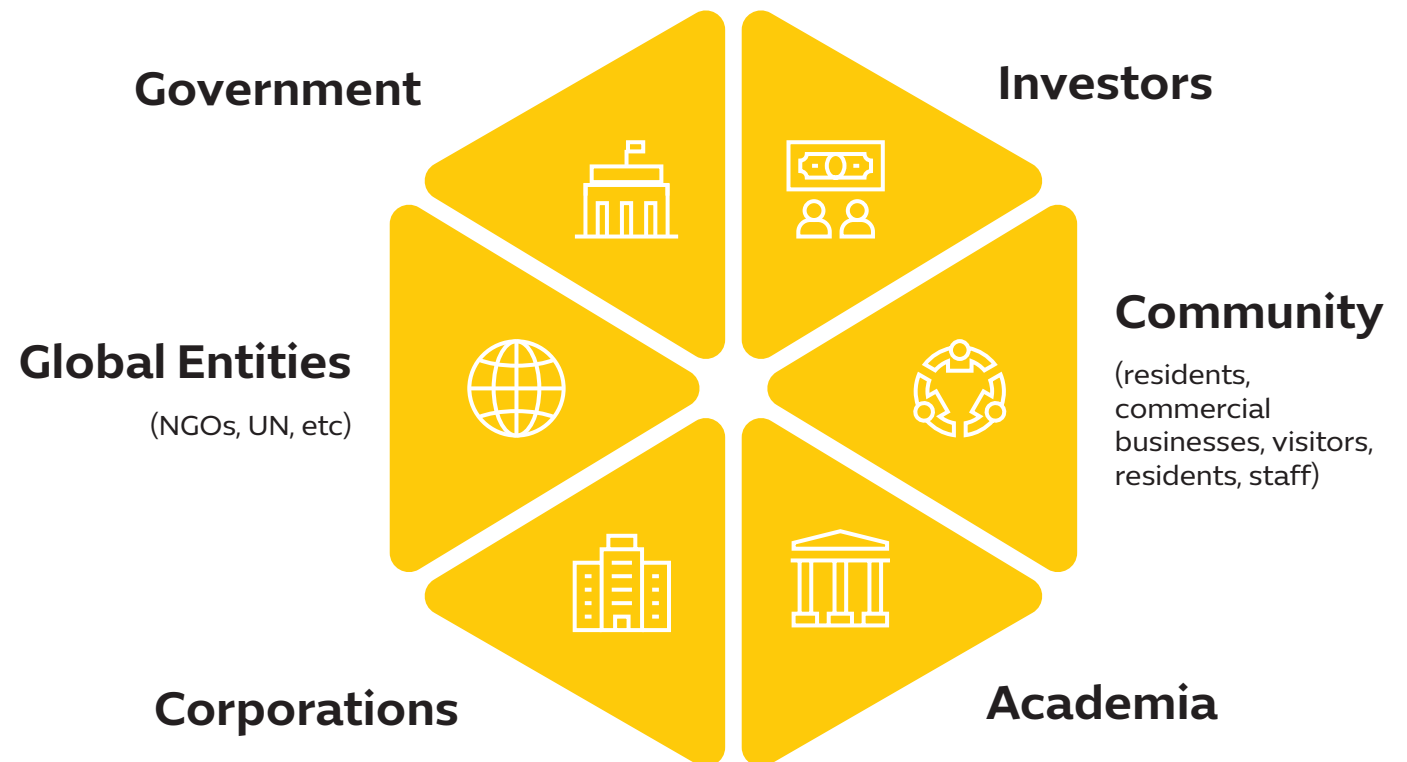 Government
Investors
Global Entities
(NGOs, UN, etc)
Community
(residents,
commercial
businesses, visitors,
residents, staff)
Corporations
Academia